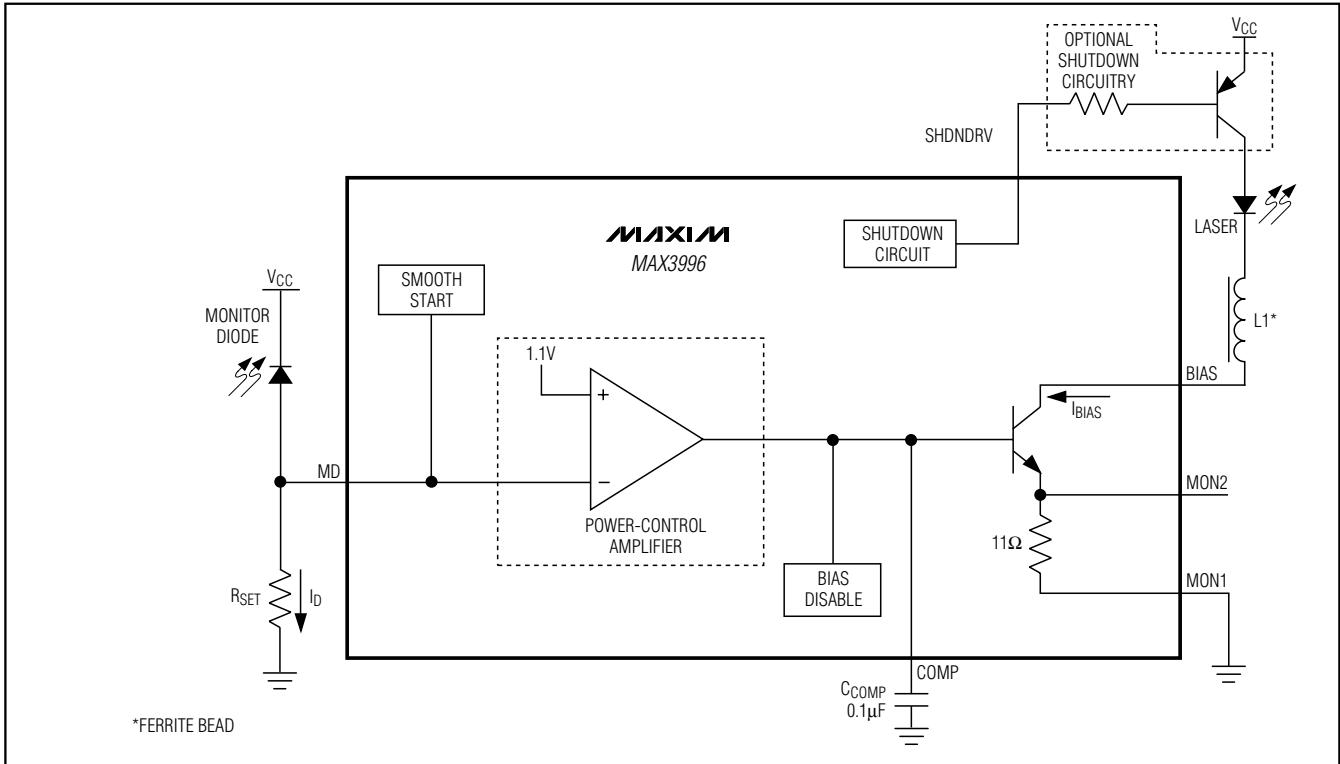 VCC
OPTIONAL
SHUTDOWN
CIRCUITRY
SHDNDRV
MAXIM
MAX3996
SHUTDOWN
CIRCUIT
LASER
VCC
SMOOTH
START
MONITOR
DIODE
L1*
1.1V
BIAS
+
IBIAS
MD
−
MON2
POWER-CONTROL
AMPLIFIER
11Ω
BIAS
DISABLE
MON1
RSET
ID
COMP
CCOMP
0.1μF
*FERRITE BEAD